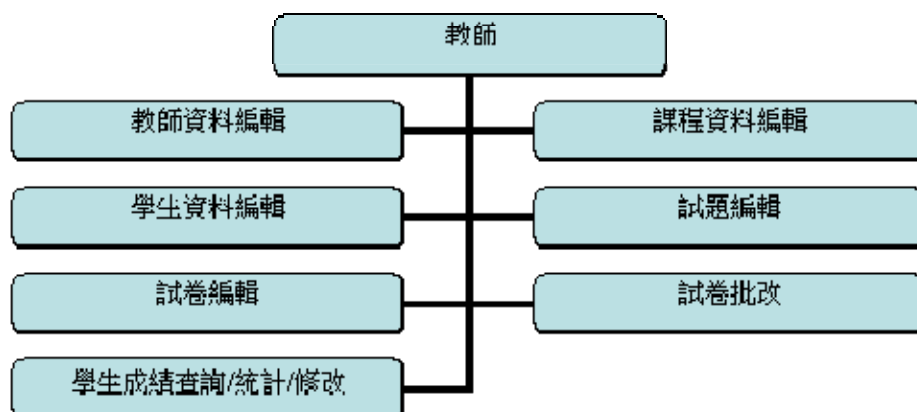 教師
教師資料編輯
課程資料編輯
學生資料編輯
試題編輯
試卷編輯
試卷批改
學生成績查詢/統計/修改